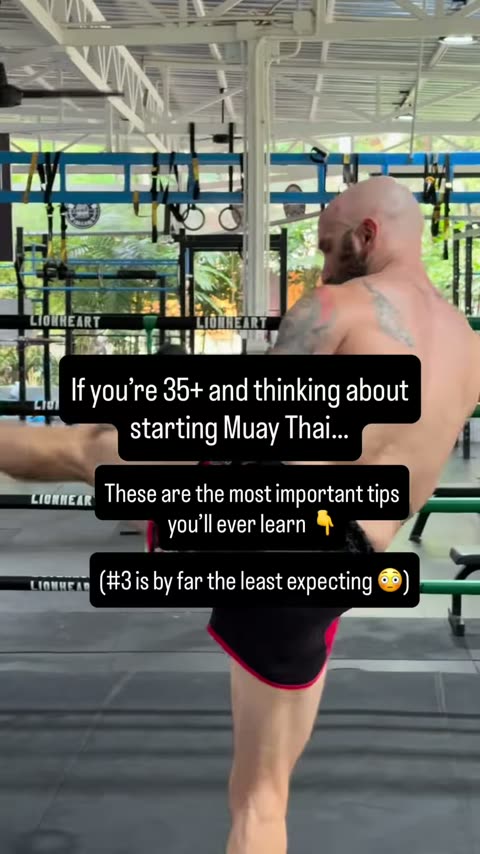 LIONHEART
LIONHEART
If you’re 35+ and thinking about
starting Muay Thai...
LIONHEART
These are the most important tips
you’ll ever learn 👇
(#3 is by far the least expecting 😳)
LIONHEART